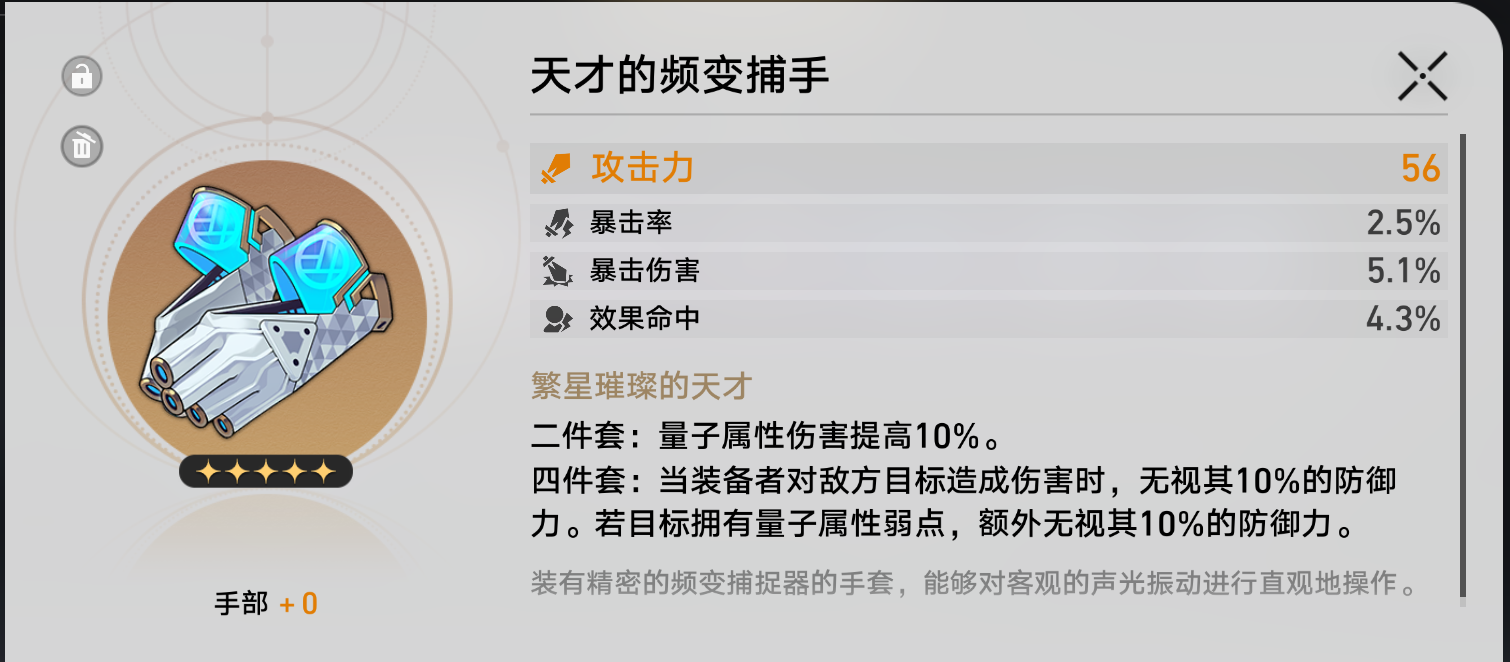 天才的频变捕手
攻击力 56
暴击率 2.5%
暴击伤害 5.1%
效果命中 4.3%
繁星璀璨的天才
二件套：量子属性伤害提高10%。
四件套：当装备者对敌方目标造成伤害时，无视其10%的防御
力。若目标拥有量子属性弱点，额外无视其10%的防御力。
装有精密的频变捕捉器的手套，能够对客观的声光振动进行直观地操作。
手部 + 0